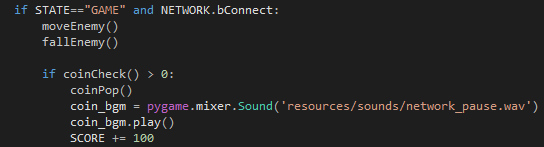 if STATE=="GAME" and NETWORK.bConnect:
    moveEnemy()
    fallEnemy()

    if coinCheck() > 0:
        coinPop()
        coin_bgm = pygame.mixer.Sound('resources/sounds/network_pause.wav')
        coin_bgm.play()
        SCORE += 100